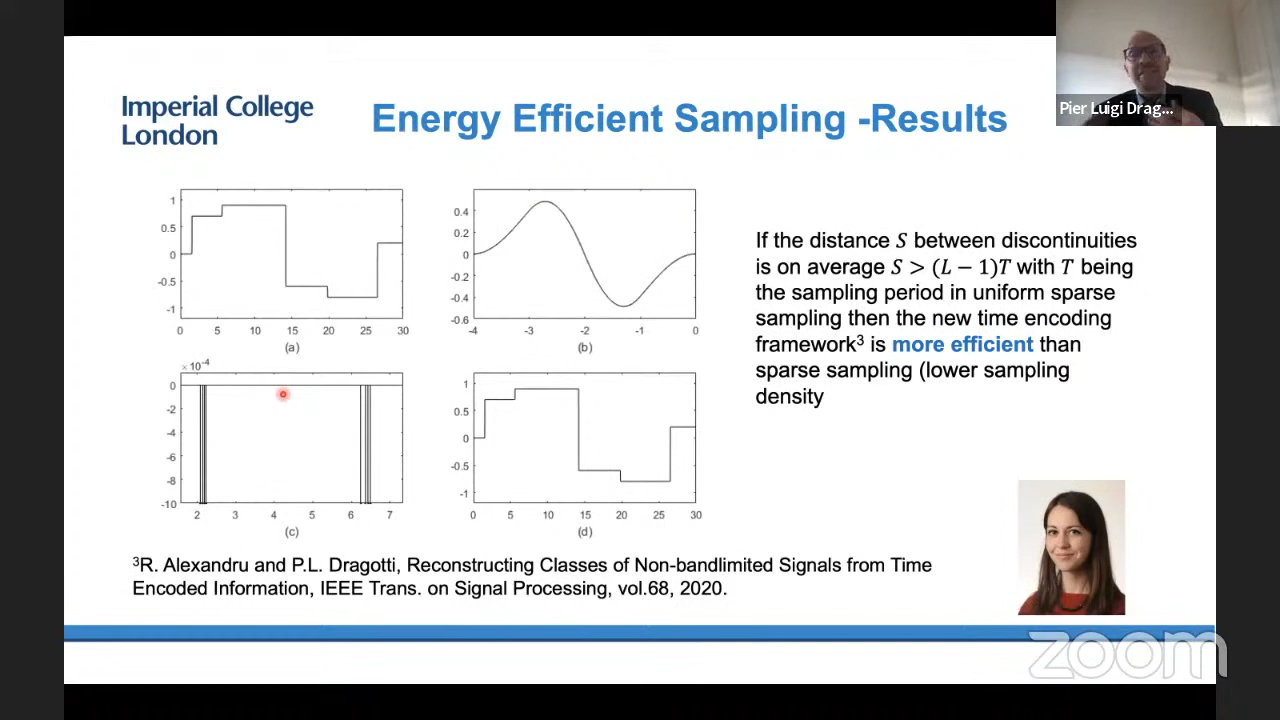 Imperial College
London
Energy Efficient Sampling -Results
Pier Luigi Drag...
1
0.5
0
-0.5
-1
0 5 10 15 20 25 30
(a)
0.4
0.2
0
-0.2
-0.4
-0.6
-4 -3 -2 -1 0
(b)
× 10⁻⁴
0
-2
-4
-6
-8
-10
2 3 4 5 6 7
(c)
1
0.5
0
-0.5
-1
0 5 10 15 20 25 30
(d)
If the distance S between discontinuities
is on average S > (L − 1)T with T being
the sampling period in uniform sparse
sampling then the new time encoding
framework³ is more efficient than
sparse sampling (lower sampling
density
³R. Alexandru and P.L. Dragotti, Reconstructing Classes of Non-bandlimited Signals from Time
Encoded Information, IEEE Trans. on Signal Processing, vol.68, 2020.
zoom